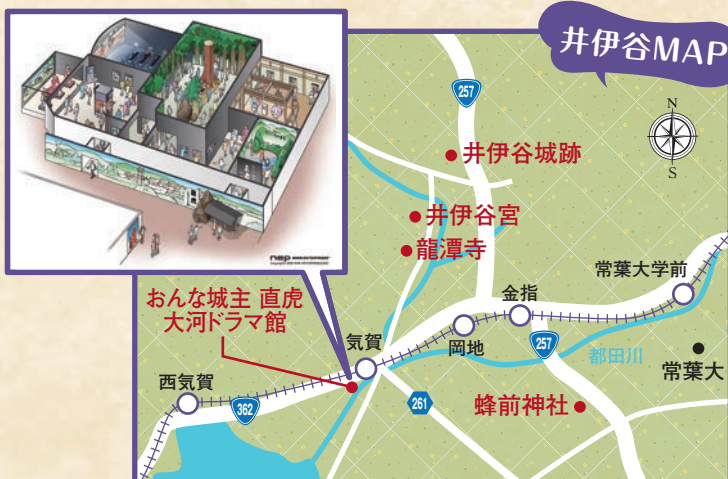 井伊谷MAP
257
N
S
井伊谷城跡
井伊谷宮
龍潭寺
nep
おんな城主 直虎
大河ドラマ館
常葉大学前
金指
気賀
岡地
257
都田川
常葉大
西気賀
362
261
蜂前神社